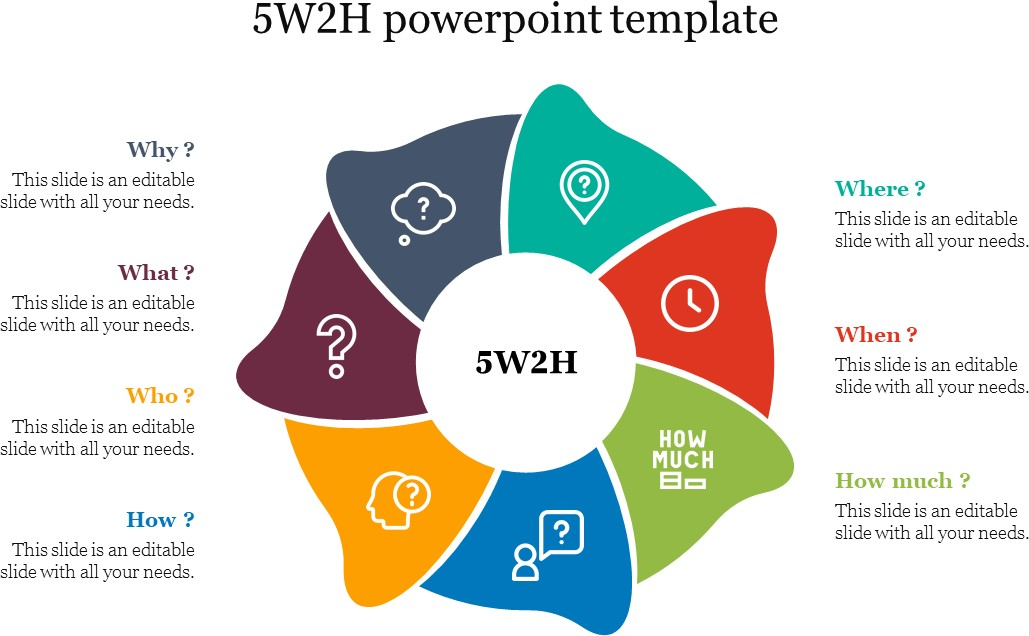 5W2H powerpoint template
Why ?
This slide is an editable
slide with all your needs.
What ?
This slide is an editable
slide with all your needs.
Who ?
This slide is an editable
slide with all your needs.
How ?
This slide is an editable
slide with all your needs.
?
?
?
?
?
HOW
MUCH
5W2H
Where ?
This slide is an editable
slide with all your needs.
When ?
This slide is an editable
slide with all your needs.
How much ?
This slide is an editable
slide with all your needs.